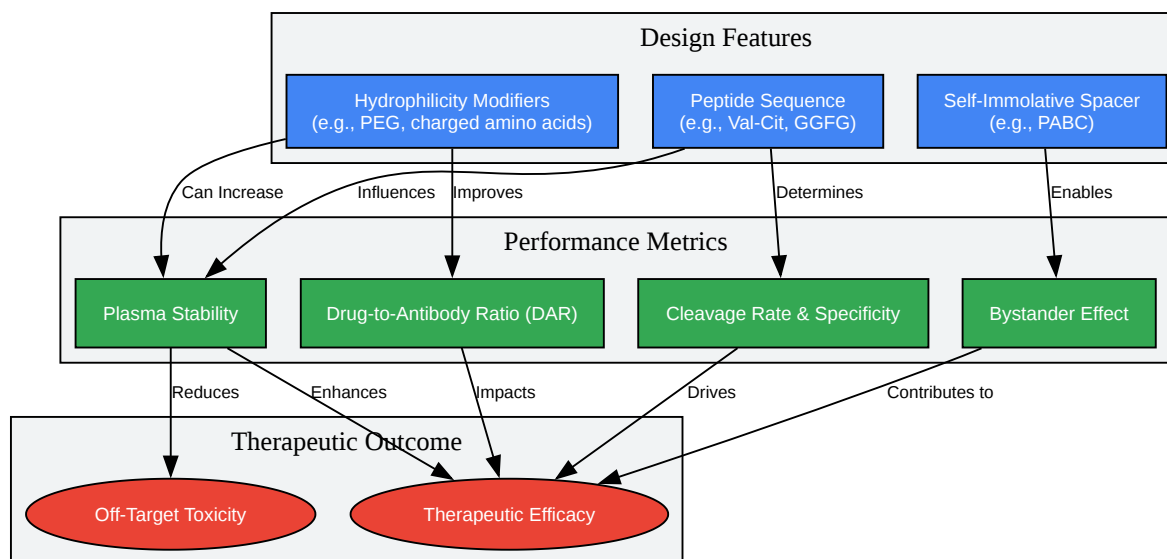 Design Features
Hydrophilicity Modifiers
(e.g., PEG, charged amino acids)
Peptide Sequence
(e.g., Val-Cit, GGFG)
Self-Immolative Spacer
(e.g., PABC)
Can Increase
Influences
Improves
Determines
Enables
Performance Metrics
Plasma Stability
Drug-to-Antibody Ratio (DAR)
Cleavage Rate & Specificity
Bystander Effect
Reduces
Enhances
Impacts
Drives
Contributes to
Therapeutic Outcome
Off-Target Toxicity
Therapeutic Efficacy